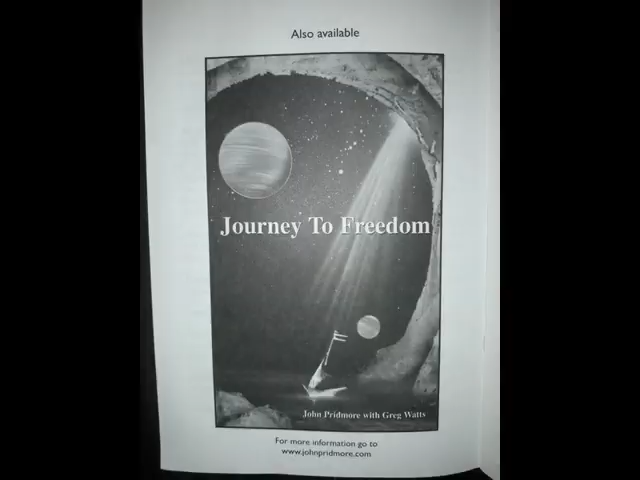 Also available
Journey To Freedom
John Pridmore with Greg Watts
For more information go to
www.johnpridmore.com